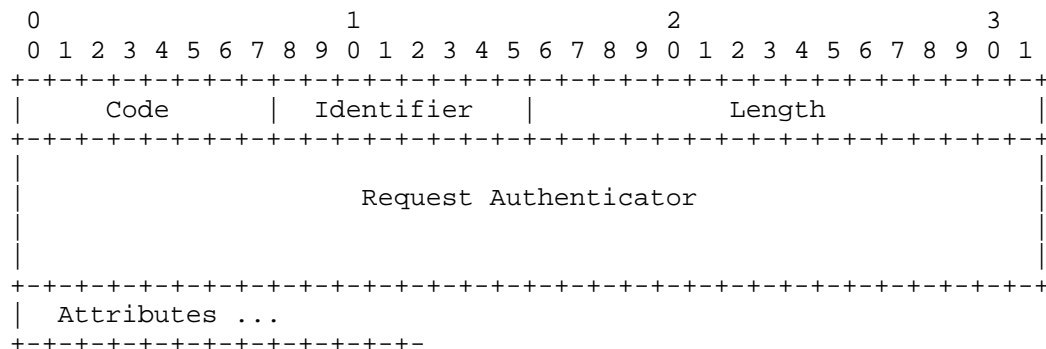 0                   1                   2                   3
 0 1 2 3 4 5 6 7 8 9 0 1 2 3 4 5 6 7 8 9 0 1 2 3 4 5 6 7 8 9 0 1
+-+-+-+-+-+-+-+-+-+-+-+-+-+-+-+-+-+-+-+-+-+-+-+-+-+-+-+-+-+-+-+-+
|     Code      |  Identifier   |            Length             |
+-+-+-+-+-+-+-+-+-+-+-+-+-+-+-+-+-+-+-+-+-+-+-+-+-+-+-+-+-+-+-+-+
|                                                               |
|                     Request Authenticator                     |
|                                                               |
|                                                               |
+-+-+-+-+-+-+-+-+-+-+-+-+-+-+-+-+-+-+-+-+-+-+-+-+-+-+-+-+-+-+-+-+
|  Attributes ...
+-+-+-+-+-+-+-+-+-+-+-+-+-